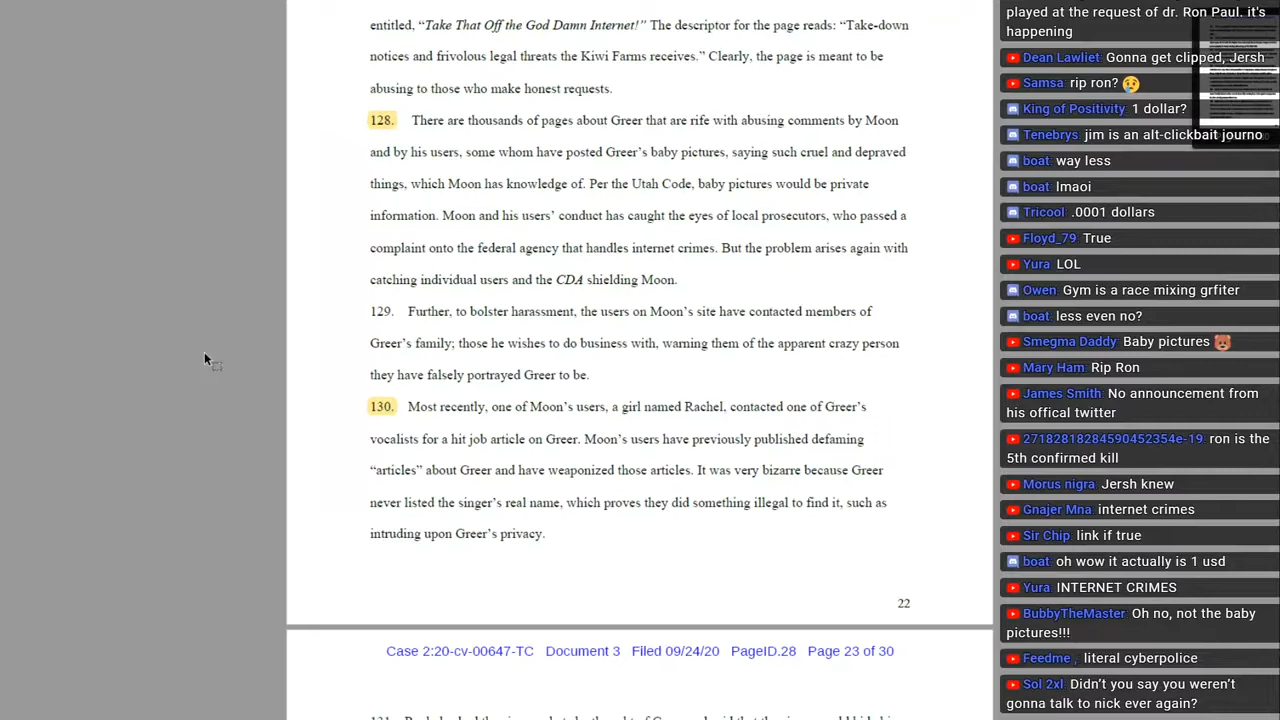 entitled, “Take That Off the God Damn Internet!” The descriptor for the page reads: “Take-down
notices and frivolous legal threats the Kiwi Farms receives.” Clearly, the page is meant to be
abusing to those who make honest requests.
128. There are thousands of pages about Greer that are rife with abusing comments by Moon
and by his users, some whom have posted Greer’s baby pictures, saying such cruel and depraved
things, which Moon has knowledge of. Per the Utah Code, baby pictures would be private
information. Moon and his users’ conduct has caught the eyes of local prosecutors, who passed a
complaint onto the federal agency that handles internet crimes. But the problem arises again with
catching individual users and the CDA shielding Moon.
129. Further, to bolster harassment, the users on Moon’s site have contacted members of
Greer’s family; those he wishes to do business with, warning them of the apparent crazy person
they have falsely portrayed Greer to be.
130. Most recently, one of Moon’s users, a girl named Rachel, contacted one of Greer’s
vocalists for a hit job article on Greer. Moon’s users have previously published defaming
“articles” about Greer and have weaponized those articles. It was very bizarre because Greer
never listed the singer’s real name, which proves they did something illegal to find it, such as
intruding upon Greer’s privacy.
22
Case 2:20-cv-00647-TC Document 3 Filed 09/24/20 PageID.28 Page 23 of 30
played at the request of dr. Ron Paul, it's
happening
Dean Lawliet: Gonna get clipped, Jersh
Samsa: rip ron? 😢
King of Positivity: 1 dollar?
Tenebrys: jim is an alt-clickbait journo
boat: way less
boat: lmaoi
Tricool .0001 dollars
Floyd_79: True
Yura: LOL
Owen: Gym is a race mixing grfiter
boat: less even no?
Smegma Daddy: Baby pictures 🐻
Mary Ham: Rip Ron
James Smith: No announcement from
his offical twitter
27182818284590452354e-19: ron is the
5th confirmed kill
Morus nigra: Jersh knew
Gnajer Mna: internet crimes
Sir Chip: link if true
boat: oh wow it actually is 1 usd
Yura: INTERNET CRIMES
BubbyTheMaster: Oh no, not the baby
pictures!!!
Feedme , literal cyberpolice
Sol 2xl: Didn’t you say you weren’t
gonna talk to nick ever again?